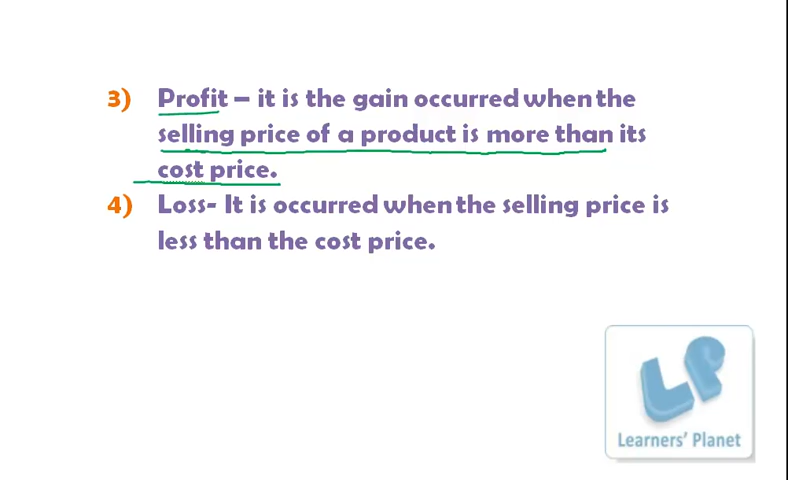 3) Profit – it is the gain occurred when the
selling price of a product is more than its
cost price.
4) Loss- It is occurred when the selling price is
less than the cost price.
LP
Learners' Planet